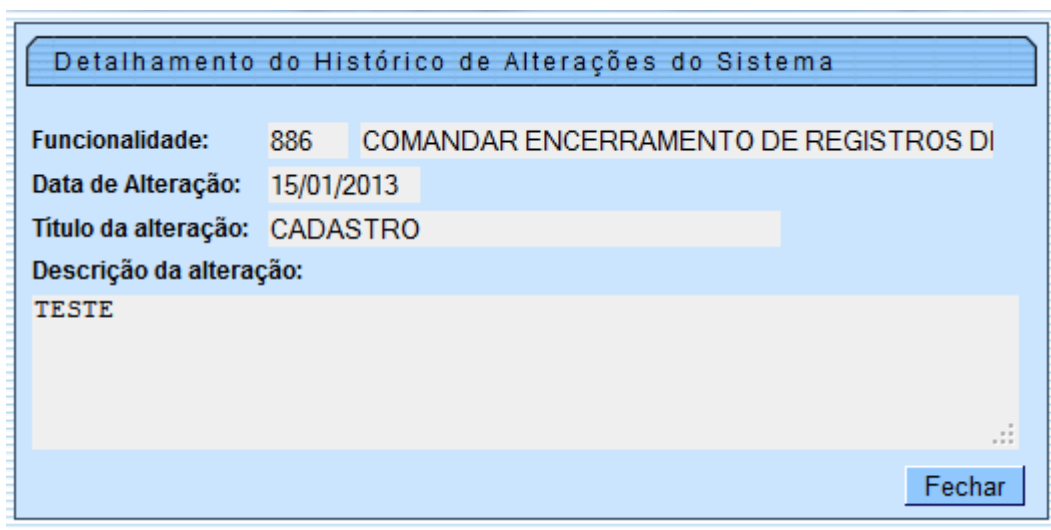 Detalhamento do Histórico de Alterações do Sistema
Funcionalidade: 886 COMANDAR ENCERRAMENTO DE REGISTROS
Data de Alteração: 15/01/2013
Título da alteração: CADASTRO
Descrição da alteração:
TESTE
Fechar